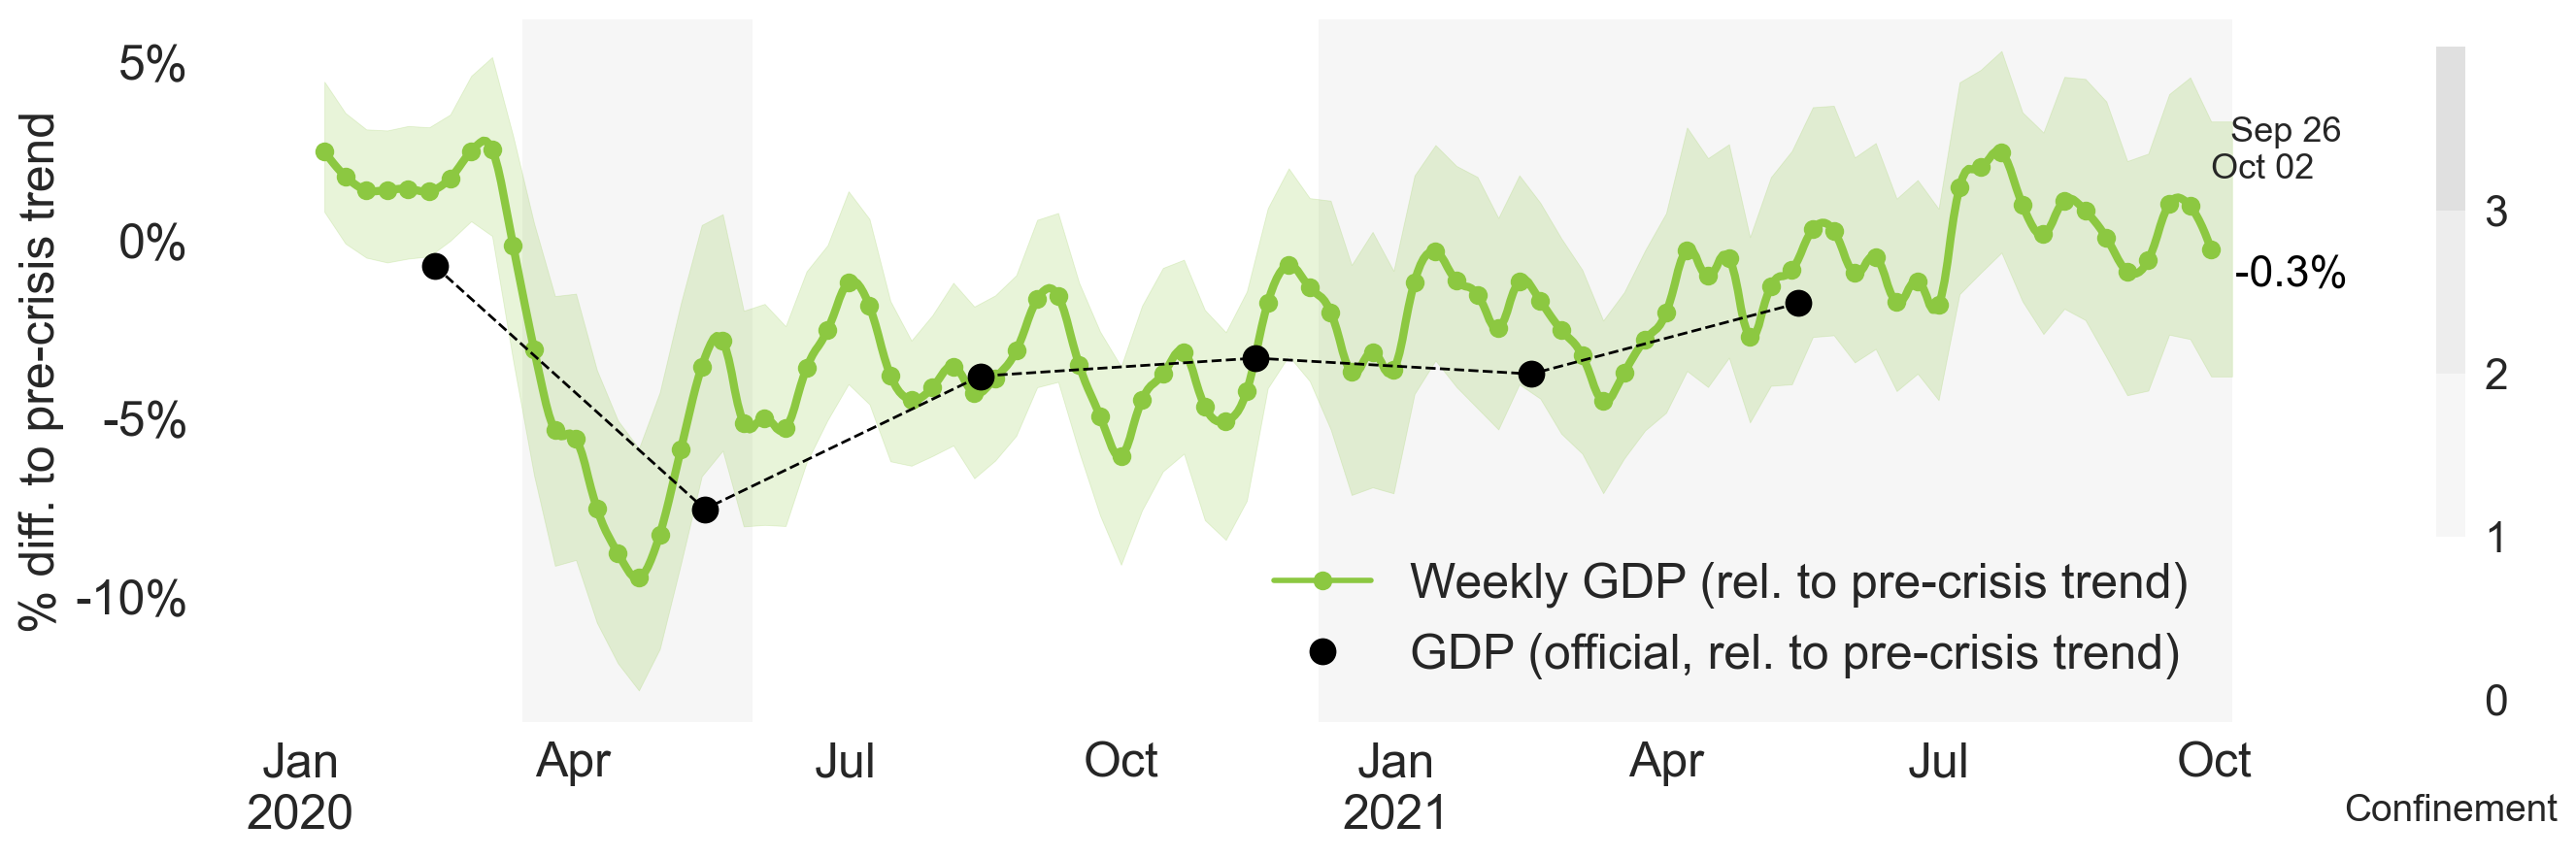 % diff. to pre-crisis trend
5%
0%
-5%
-10%
Sep 26
Oct 02
-0.3%
Weekly GDP (rel. to pre-crisis trend)
GDP (official, rel. to pre-crisis trend)
Jan
2020
Apr
Jul
Oct
Jan
2021
Apr
Jul
Oct
3
2
1
0
Confinement